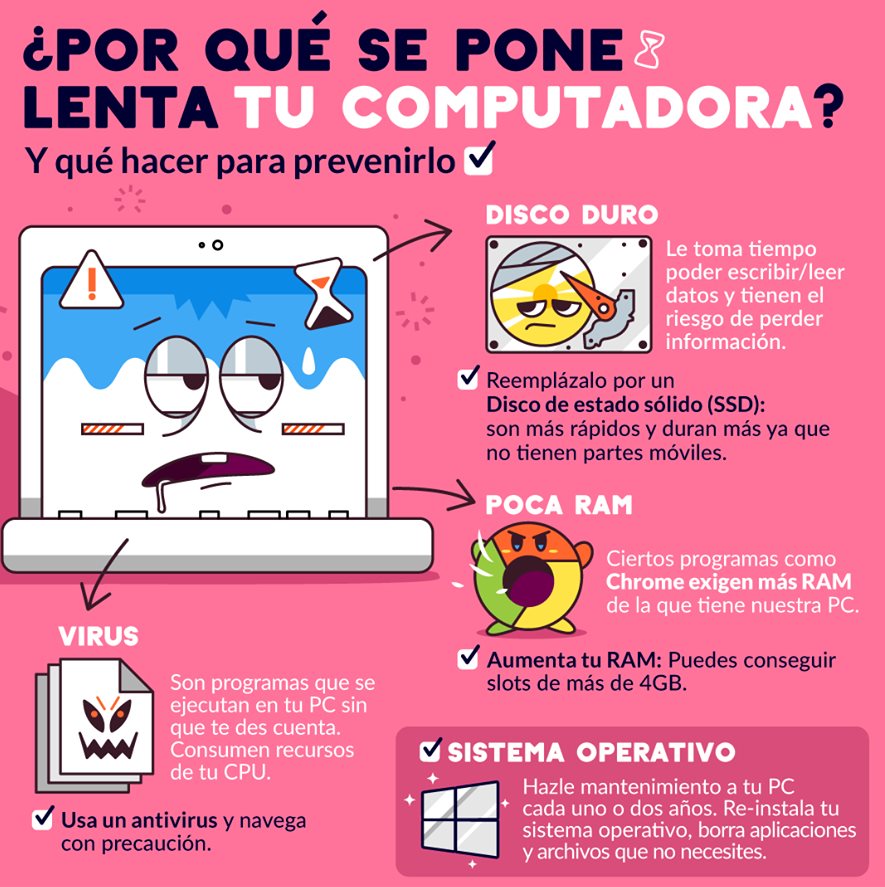 ¿POR QUÉ SE PONE
LENTA TU COMPUTADORA?
Y qué hacer para prevenirlo
DISCO DURO
Le toma tiempo
poder escribir/leer
datos y tienen el
riesgo de perder
información.
Reemplázalo por un
Disco de estado sólido (SSD):
son más rápidos y duran más ya que
no tienen partes móviles.
POCA RAM
Ciertos programas como
Chrome exigen más RAM
de la que tiene nuestra PC.
Aumenta tu RAM: Puedes conseguir
slots de más de 4GB.
VIRUS
Son programas que se
ejecutan en tu PC sin
que te des cuenta.
Consumen recursos
de tu CPU.
Usa un antivirus y navega
con precaución.
SISTEMA OPERATIVO
Hazle mantenimiento a tu PC
cada uno o dos años. Re-instala tu
sistema operativo, borra aplicaciones
y archivos que no necesites.